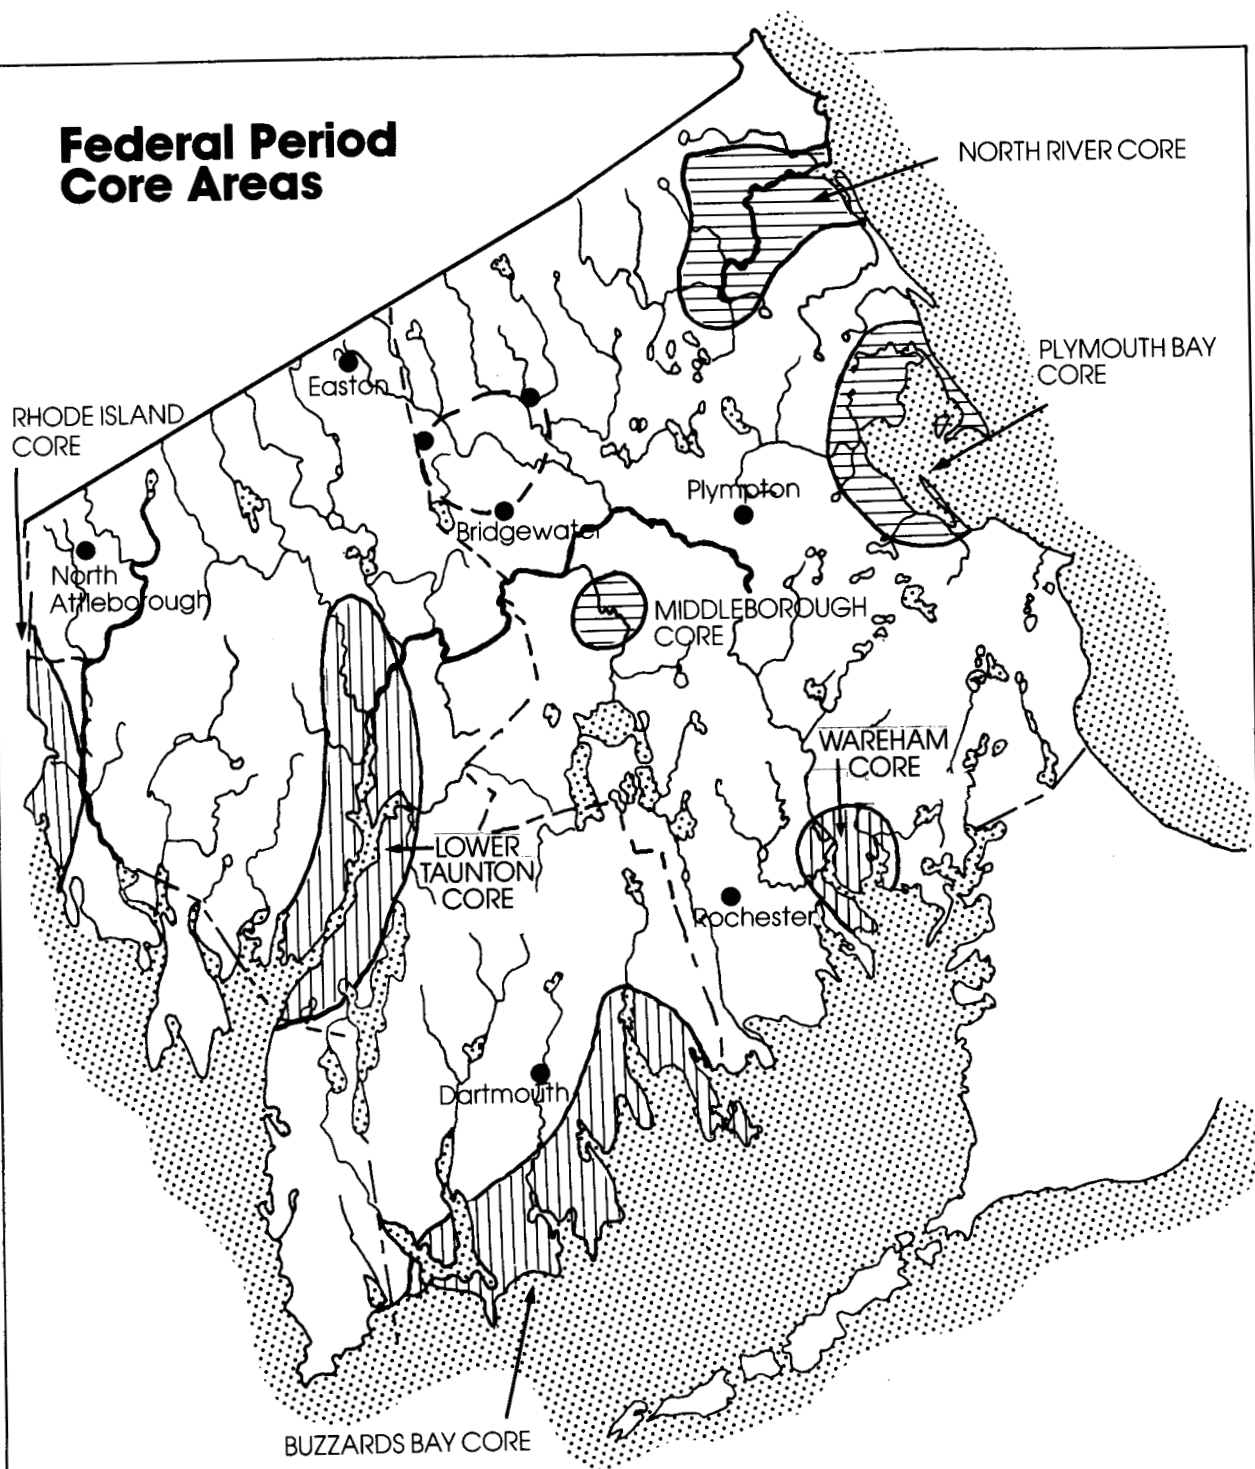 Federal Period
Core Areas
NORTH RIVER CORE
PLYMOUTH BAY
CORE
Easton
RHODE ISLAND
CORE
Plympton
Bridgewater
North
Attleborough
MIDDLEBOROUGH
CORE
WAREHAM
CORE
LOWER
TAUNTON
CORE
Rochester
Dartmouth
BUZZARDS BAY CORE